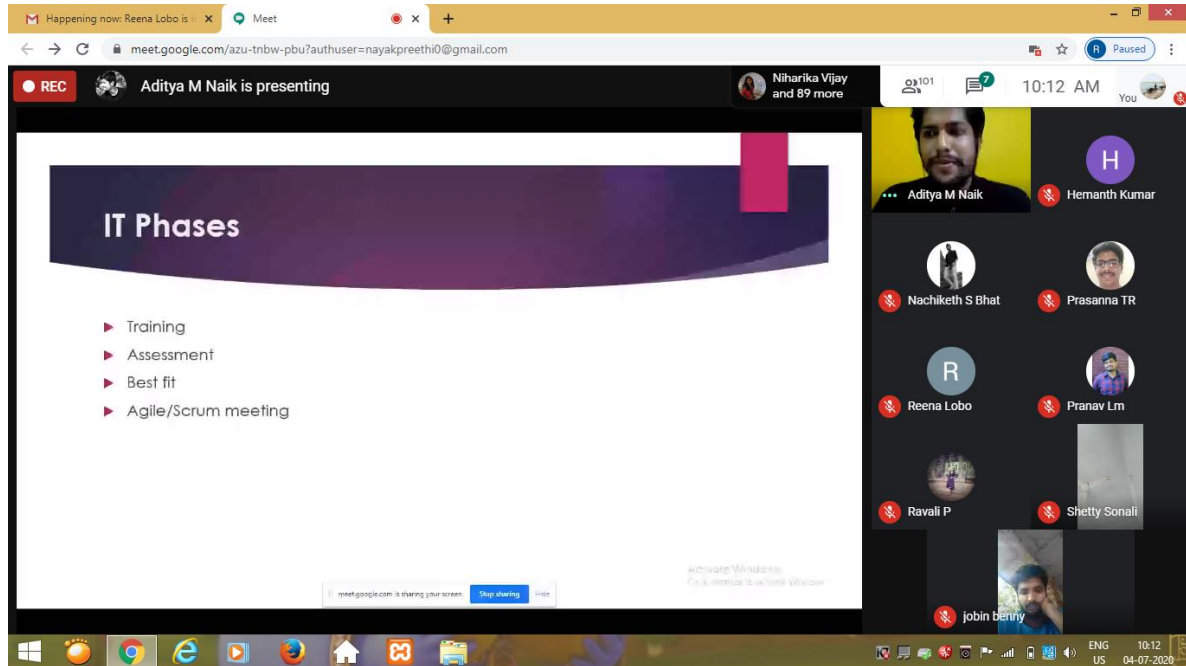 Happening now: Reena Lobo is i
Meet
meet.google.com/azu-tnbw-pbu?authuser=nayakpreethi0@gmail.com
R
Paused
REC
Aditya M Naik is presenting
Niharika Vijay
and 89 more
101
7
10:12 AM
You
IT Phases
Training
Assessment
Best fit
Agile/Scrum meeting
meet.google.com is sharing your screen.
Stop sharing
Hide
Activate Windows
Aditya M Naik
H
Hemanth Kumar
Nachiketh S Bhat
Prasanna TR
R
Reena Lobo
Pranav Lm
Ravali P
Shetty Sonali
jobin benny
ENG
US
10:12
04-07-2020